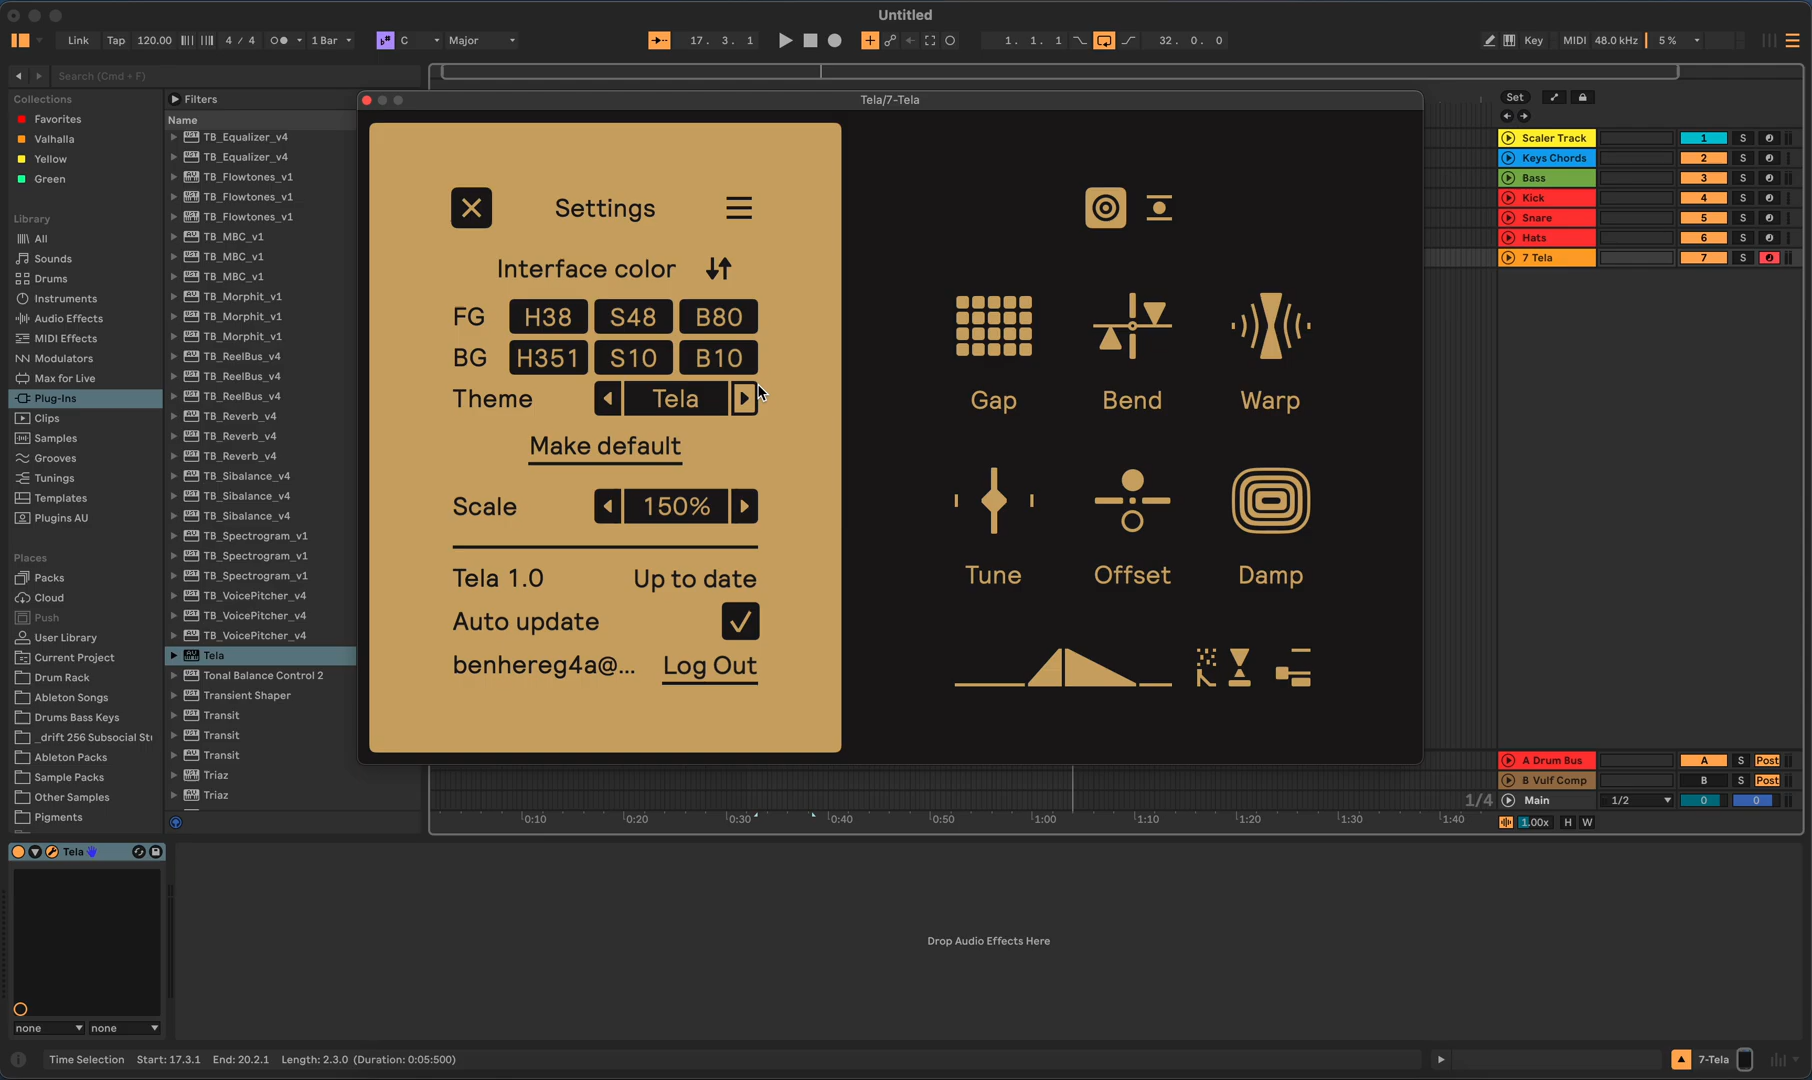 Untitled
Link Tap 120.00 4 / 4 1 Bar C Major 17. 3. 1 1. 1. 1 32. 0. 0 Key MIDI 48.0 kHz 5 %
Search (Cmd + F)
Collections
Favorites
Valhalla
Yellow
Green
Library
All
Sounds
Drums
Instruments
Audio Effects
MIDI Effects
Modulators
Max for Live
Plug-Ins
Clips
Samples
Grooves
Tunings
Templates
Plugins AU
Places
Packs
Cloud
Push
User Library
Current Project
Drum Rack
Ableton Songs
Drums Bass Keys
_drift 256 Subsocial Stu
Ableton Packs
Sample Packs
Other Samples
Pigments
Filters
Name
TB_Equalizer_v4
TB_Equalizer_v4
TB_Flowtones_v1
TB_Flowtones_v1
TB_Flowtones_v1
TB_MBC_v1
TB_MBC_v1
TB_MBC_v1
TB_Morphit_v1
TB_Morphit_v1
TB_Morphit_v1
TB_ReelBus_v4
TB_ReelBus_v4
TB_ReelBus_v4
TB_Reverb_v4
TB_Reverb_v4
TB_Reverb_v4
TB_Sibalance_v4
TB_Sibalance_v4
TB_Sibalance_v4
TB_Spectrogram_v1
TB_Spectrogram_v1
TB_Spectrogram_v1
TB_VoicePitcher_v4
TB_VoicePitcher_v4
TB_VoicePitcher_v4
Tela
Tonal Balance Control 2
Transient Shaper
Transit
Transit
Transit
Triaz
Triaz
Tela/7-Tela
Settings
Interface color
FG H38 S48 B80
BG H351 S10 B10
Theme Tela
Make default
Scale 150%
Tela 1.0 Up to date
Auto update
benhereg4a@... Log Out
Gap Bend Warp
Tune Offset Damp
Set
Scaler Track 1 S
Keys Chords 2 S
Bass 3 S
Kick 4 S
Snare 5 S
Hats 6 S
7 Tela 7 S
A Drum Bus A S Post
B Vulf Comp B S Post
1/4 Main 1/2 0 0
0:10 0:20 0:30 0:40 0:50 1:00 1:10 1:20 1:30 1:40
1.00x H W
Tela
none none
Drop Audio Effects Here
Time Selection Start: 17.3.1 End: 20.2.1 Length: 2.3.0 (Duration: 0:05:500)
7-Tela